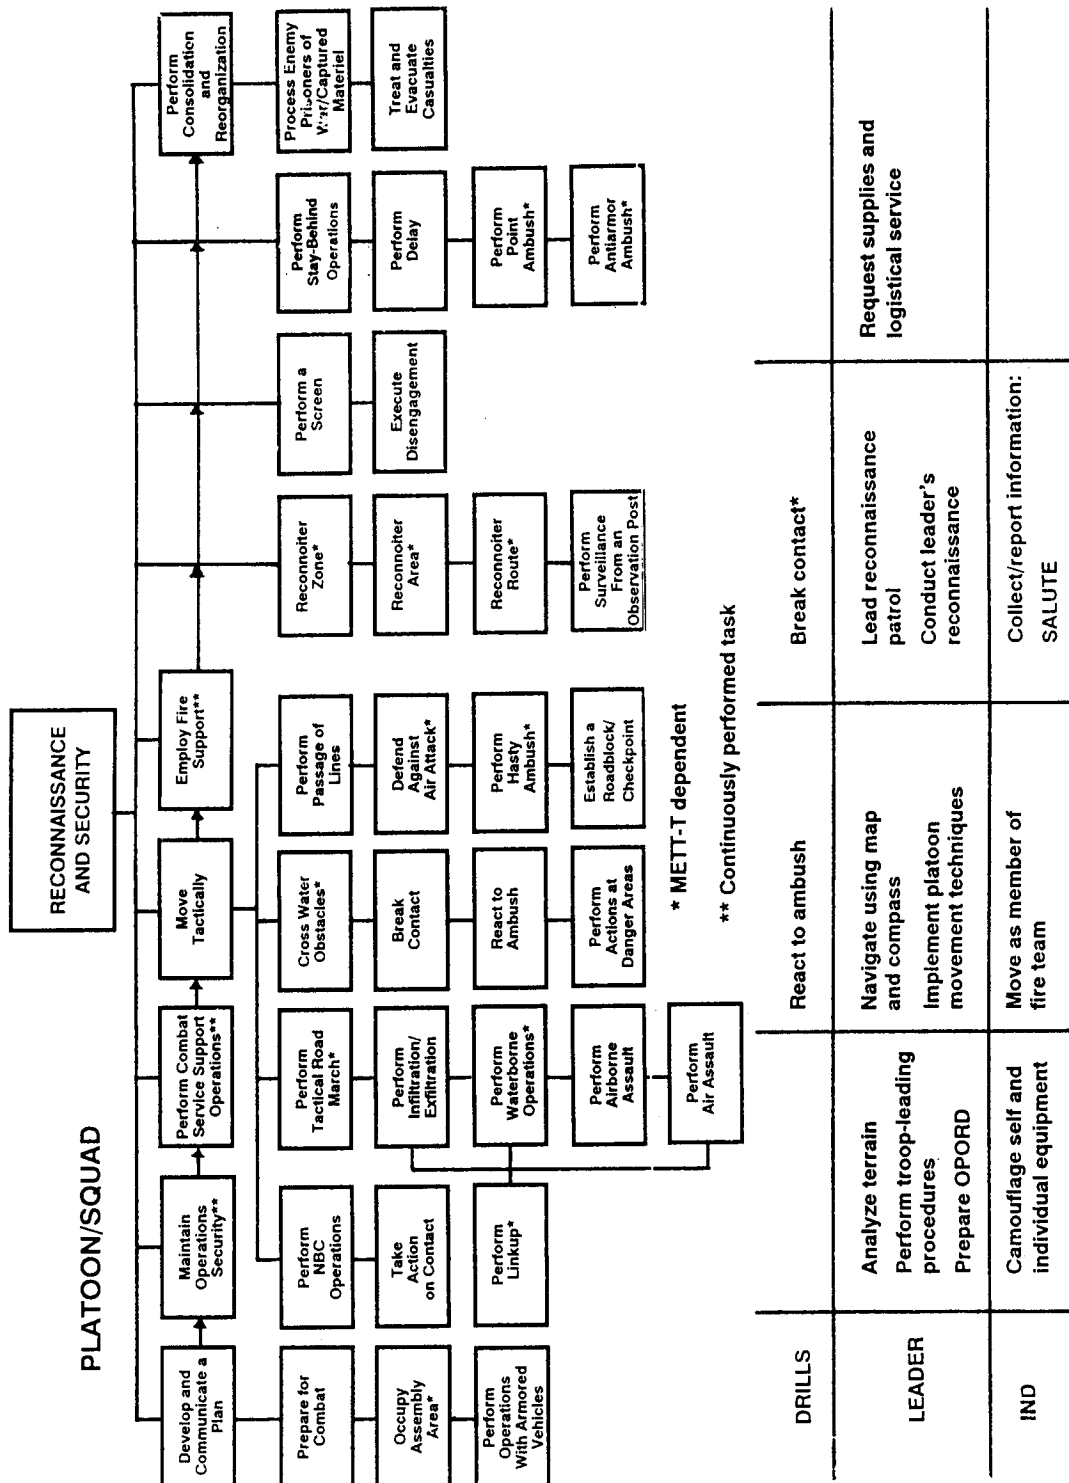 PLATOON/SQUAD
RECONNAISSANCE
AND SECURITY
Develop and
Communicate a
Plan
Maintain
Operations
Security**
Perform Combat
Service Support
Operations**
Move
Tactically
Employ Fire
Support**
Perform
Consolidation
and
Reorganization
Prepare for
Combat
Occupy
Assembly
Area*
Perform
Operations
With Armored
Vehicles
Perform
NBC
Operations
Take
Action
on Contact
Perform
Linkup*
Perform
Tactical Road
March*
Perform
Infiltration/
Exfiltration
Perform
Waterborne
Operations*
Perform
Airborne
Assault
Perform
Air Assault
Cross Water
Obstacles*
Break
Contact
React to
Ambush
Perform
Actions at
Danger Areas
Perform
Passage of
Lines
Defend
Against
Air Attack*
Perform
Hasty
Ambush*
Establish a
Roadblock/
Checkpoint
Reconnoiter
Zone*
Reconnoiter
Area*
Reconnoiter
Route*
Perform
Surveillance
From an
Observation Post
Perform a
Screen
Execute
Disengagement
Perform
Stay-Behind
Operations
Perform
Delay
Perform
Point
Ambush*
Perform
Antiarmor
Ambush*
Process Enemy
Prisoners of
War/Captured
Materiel
Treat and
Evacuate
Casualties
* METT-T dependent
** Continuously performed task
DRILLS
React to ambush
Break contact*
LEADER
Analyze terrain
Perform troop-leading
procedures
Prepare OPORD
Navigate using map
and compass
Implement platoon
movement techniques
Lead reconnaissance
patrol
Conduct leader's
reconnaissance
Request supplies and
logistical service
IND
Camouflage self and
individual equipment
Move as member of
fire team
Collect/report information:
SALUTE